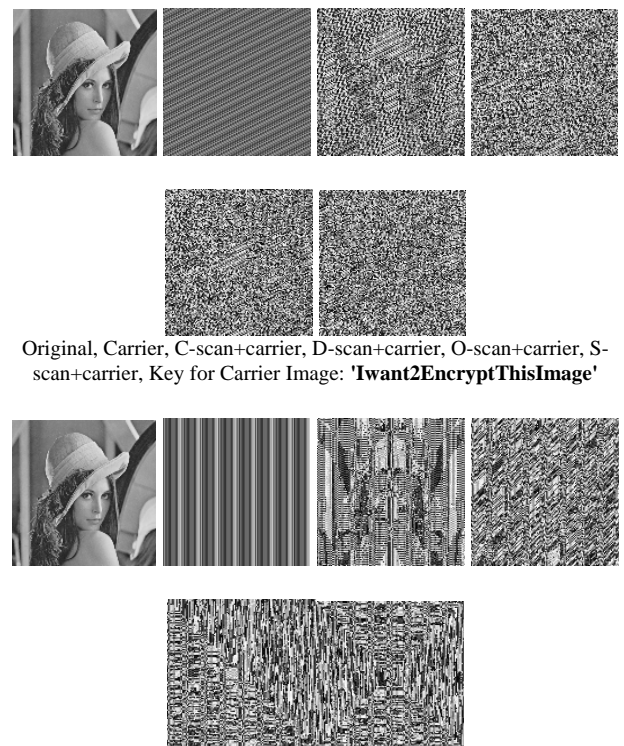 Original, Carrier, C-scan+carrier, D-scan+carrier, O-scan+carrier, S-
scan+carrier, Key for Carrier Image: 'Iwant2EncryptThisImage'